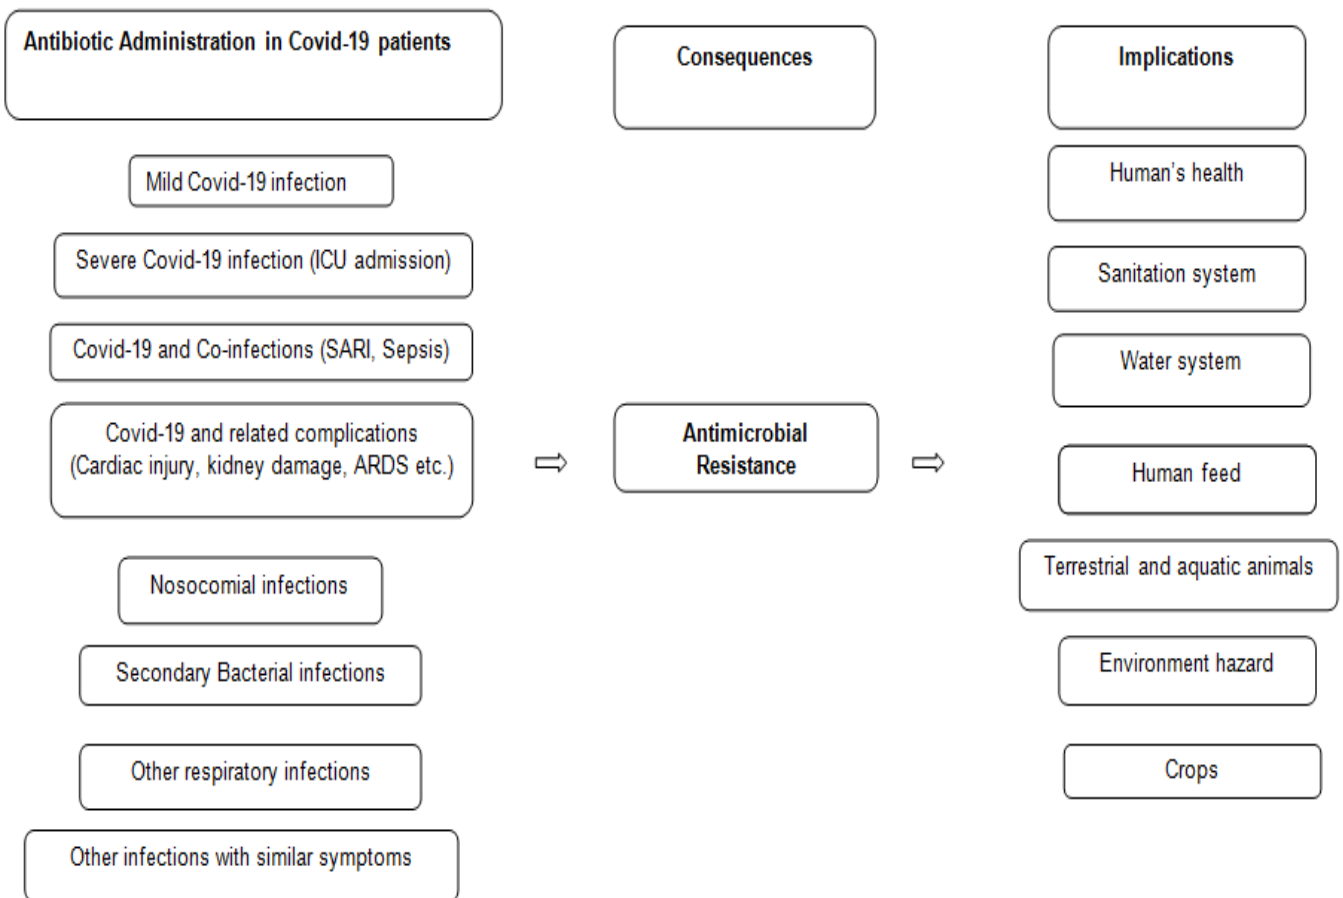 Antibiotic Administration in Covid-19 patients
Mild Covid-19 infection
Severe Covid-19 infection (ICU admission)
Covid-19 and Co-infections (SARI, Sepsis)
Covid-19 and related complications
(Cardiac injury, kidney damage, ARDS etc.)
Nosocomial infections
Secondary Bacterial infections
Other respiratory infections
Other infections with similar symptoms
Consequences
Antimicrobial
Resistance
Implications
Human's health
Sanitation system
Water system
Human feed
Terrestrial and aquatic animals
Environment hazard
Crops